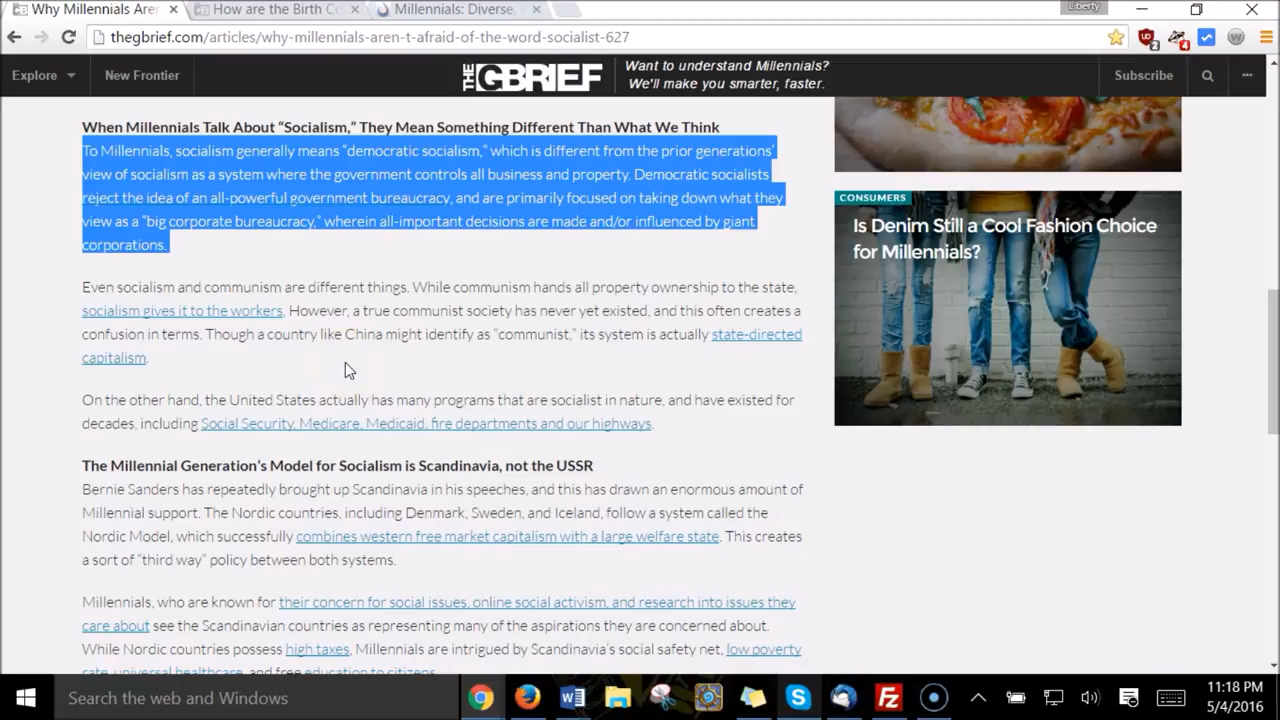 Why Millennials Aren
How are the Birth Co
Millennials: Diverse,
Liberty
thegbrief.com/articles/why-millennials-aren-t-afraid-of-the-word-socialist-627
2
4
Explore
New Frontier
THE GBRIEF
Want to understand Millennials?
We'll make you smarter, faster.
Subscribe
When Millennials Talk About “Socialism,” They Mean Something Different Than What We Think
To Millennials, socialism generally means “democratic socialism,” which is different from the prior generations’
view of socialism as a system where the government controls all business and property. Democratic socialists
reject the idea of an all-powerful government bureaucracy, and are primarily focused on taking down what they
view as a “big corporate bureaucracy,” wherein all-important decisions are made and/or influenced by giant
corporations.
Even socialism and communism are different things. While communism hands all property ownership to the state,
socialism gives it to the workers. However, a true communist society has never yet existed, and this often creates a
confusion in terms. Though a country like China might identify as “communist,” its system is actually state-directed
capitalism.
On the other hand, the United States actually has many programs that are socialist in nature, and have existed for
decades, including Social Security, Medicare, Medicaid, fire departments and our highways.
The Millennial Generation’s Model for Socialism is Scandinavia, not the USSR
Bernie Sanders has repeatedly brought up Scandinavia in his speeches, and this has drawn an enormous amount of
Millennial support. The Nordic countries, including Denmark, Sweden, and Iceland, follow a system called the
Nordic Model, which successfully combines western free market capitalism with a large welfare state. This creates
a sort of “third way” policy between both systems.
Millennials, who are known for their concern for social issues, online social activism, and research into issues they
care about see the Scandinavian countries as representing many of the aspirations they are concerned about.
While Nordic countries possess high taxes, Millennials are intrigued by Scandinavia’s social safety net, low poverty
rate, universal healthcare, and free education to citizens.
CONSUMERS
Is Denim Still a Cool Fashion Choice
for Millennials?
Search the web and Windows
11:18 PM
5/4/2016